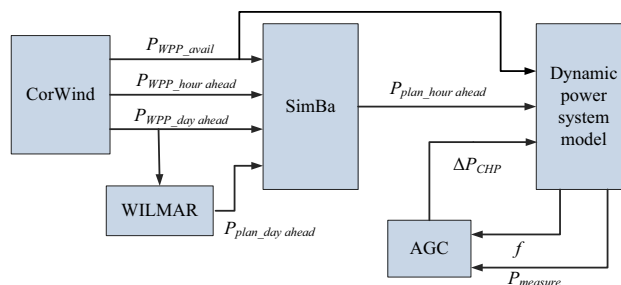 CorWind
P_WPP_avail
P_WPP_hour ahead
P_WPP_day ahead
WILMAR
P_plan_day ahead
SimBa
P_plan_hour ahead
Dynamic
power
system
model
ΔP_CHP
AGC
f
P_measure